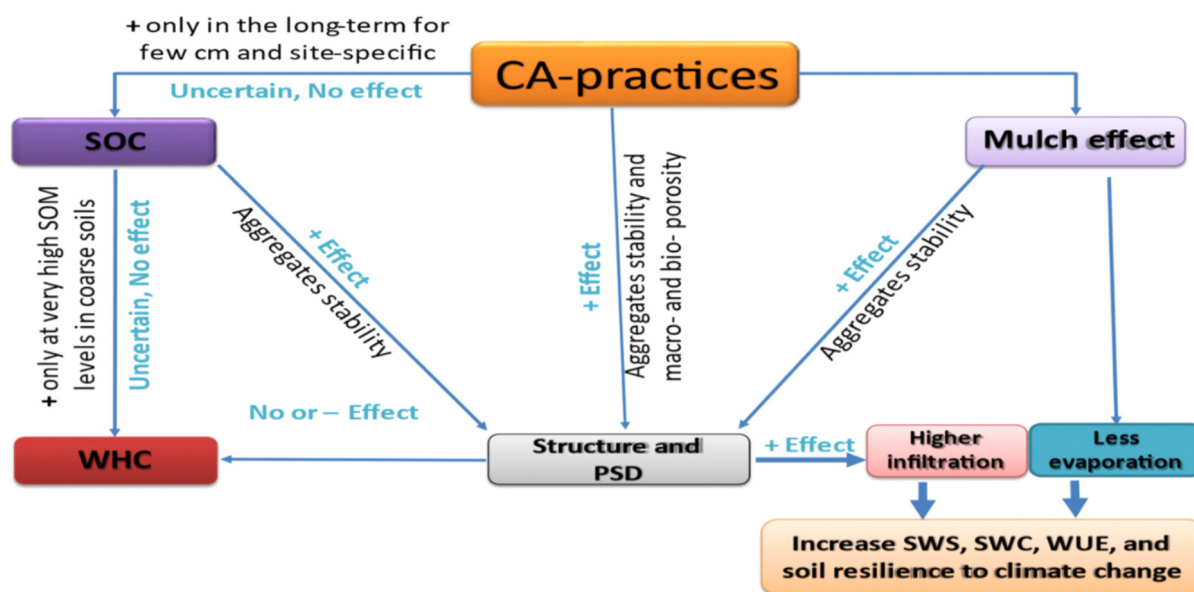 + only in the long-term for
few cm and site-specific
CA-practices
Uncertain, No effect
SOC
Mulch effect
+ only at very high SOM
levels in coarse soils
Uncertain, No effect
+ Effect
Aggregates stability
+ Effect
Aggregates stability and
macro- and bio- porosity
+ Effect
Aggregates stability
No or – Effect
WHC
Structure and
PSD
+ Effect
Higher
infiltration
Less
evaporation
Increase SWS, SWC, WUE, and
soil resilience to climate change